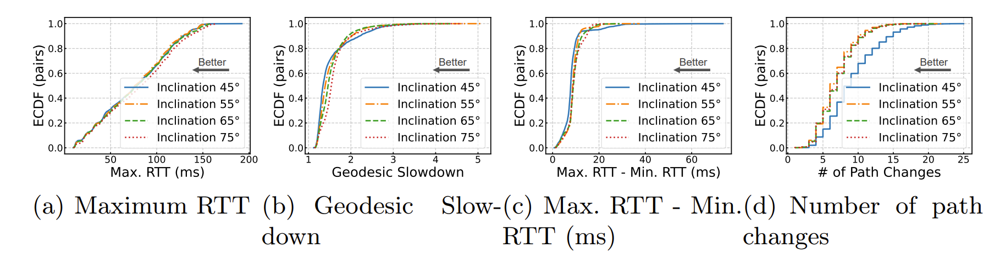 1.0
0.8
0.6
0.4
0.2
0.0
ECDF (pairs)
Better
Inclination 45°
Inclination 55°
Inclination 65°
Inclination 75°
50 100 150 200
Max. RTT (ms)
(a) Maximum RTT
1.0
0.8
0.6
0.4
0.2
0.0
ECDF (pairs)
Better
Inclination 45°
Inclination 55°
Inclination 65°
Inclination 75°
1 2 3 4 5
Geodesic Slowdown
(b) Geodesic Slow-
down
1.0
0.8
0.6
0.4
0.2
0.0
ECDF (pairs)
Better
Inclination 45°
Inclination 55°
Inclination 65°
Inclination 75°
0 20 40 60
Max. RTT - Min. RTT (ms)
(c) Max. RTT - Min.
RTT (ms)
1.0
0.8
0.6
0.4
0.2
0.0
ECDF (pairs)
Better
Inclination 45°
Inclination 55°
Inclination 65°
Inclination 75°
0 5 10 15 20 25
# of Path Changes
(d) Number of path
changes